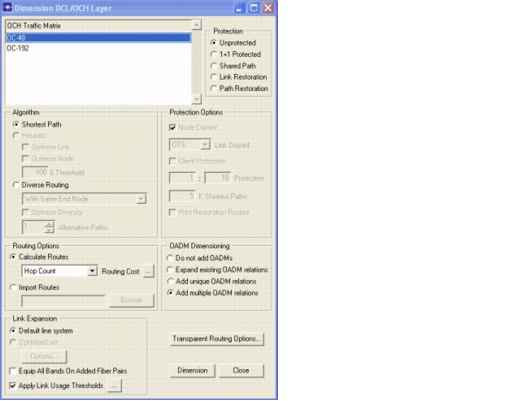 Dimension DCL/OCH Layer
OCH Traffic Matrix
OC-48
OC-192
Protection
Unprotected
1+1 Protected
Shared Path
Link Restoration
Path Restoration
Algorithm
Shortest Path
Heuristic
Optimize Link
Optimize Node
100 % Threshold
Diverse Routing
With Same End Node
Optimize Diversity
1 Alternative Paths
Protection Options
Node Disjoint
OTS Link Disjoint
Client Protection
1 : 10 Protection
5 K Shortest Paths
Print Restoration Routes
Routing Options
Calculate Routes
Hop Count Routing Cost ...
Import Routes
Browse
OADM Dimensioning
Do not add OADMs
Expand existing OADM relations
Add unique OADM relations
Add multiple OADM relations
Link Expansion
Default line system
Optimized set
Options...
Equip All Bands On Added Fiber Pairs
Apply Link Usage Thresholds ...
Transparent Routing Options...
Dimension Close